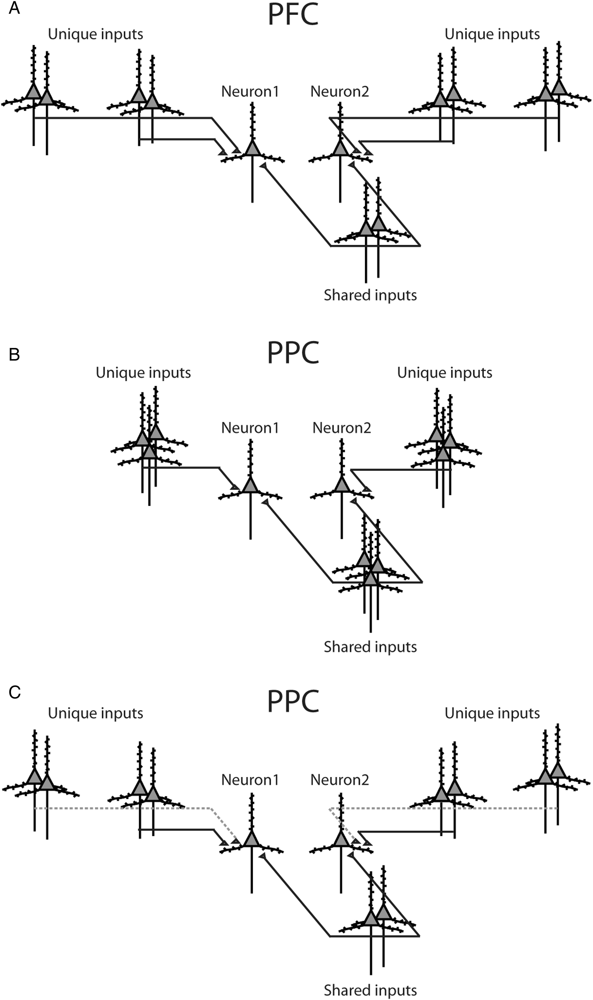 A
PFC
Unique inputs
Unique inputs
Neuron1
Neuron2
Shared inputs
B
PPC
Unique inputs
Unique inputs
Neuron1
Neuron2
Shared inputs
C
PPC
Unique inputs
Unique inputs
Neuron1
Neuron2
Shared inputs